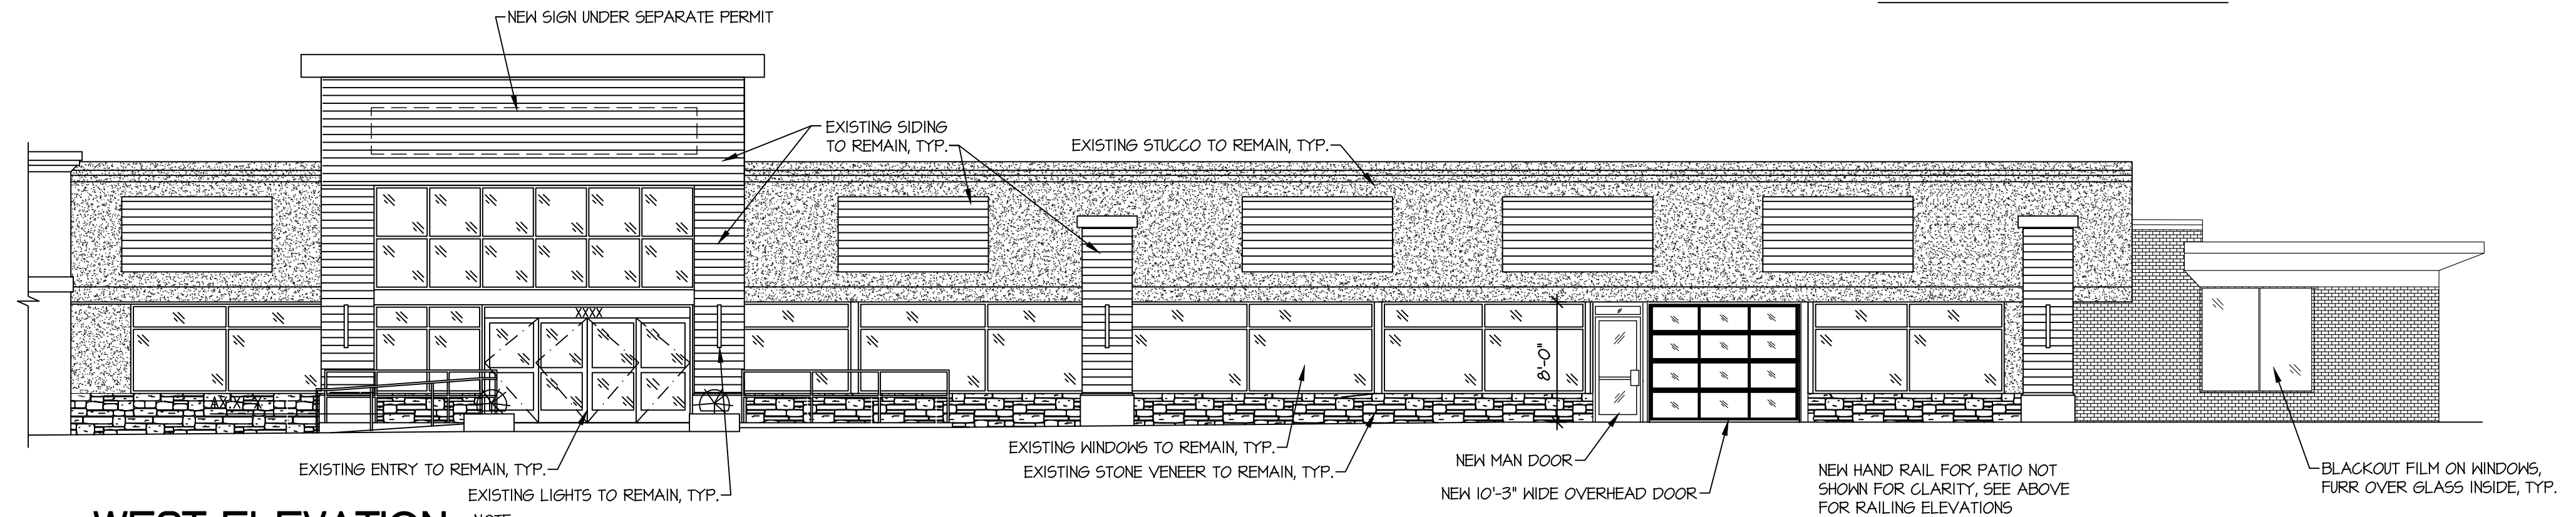 NEW SIGN UNDER SEPARATE PERMIT
EXISTING SIDING
TO REMAIN, TYP.
EXISTING STUCCO TO REMAIN, TYP.
XXXX
8'-0"
EXISTING ENTRY TO REMAIN, TYP.
EXISTING LIGHTS TO REMAIN, TYP.
EXISTING WINDOWS TO REMAIN, TYP.
EXISTING STONE VENEER TO REMAIN, TYP.
NEW MAN DOOR
NEW 10'-3" WIDE OVERHEAD DOOR
NEW HAND RAIL FOR PATIO NOT
SHOWN FOR CLARITY, SEE ABOVE
FOR RAILING ELEVATIONS
BLACKOUT FILM ON WINDOWS,
FURR OVER GLASS INSIDE, TYP.
WEST ELEVATION
NOTE